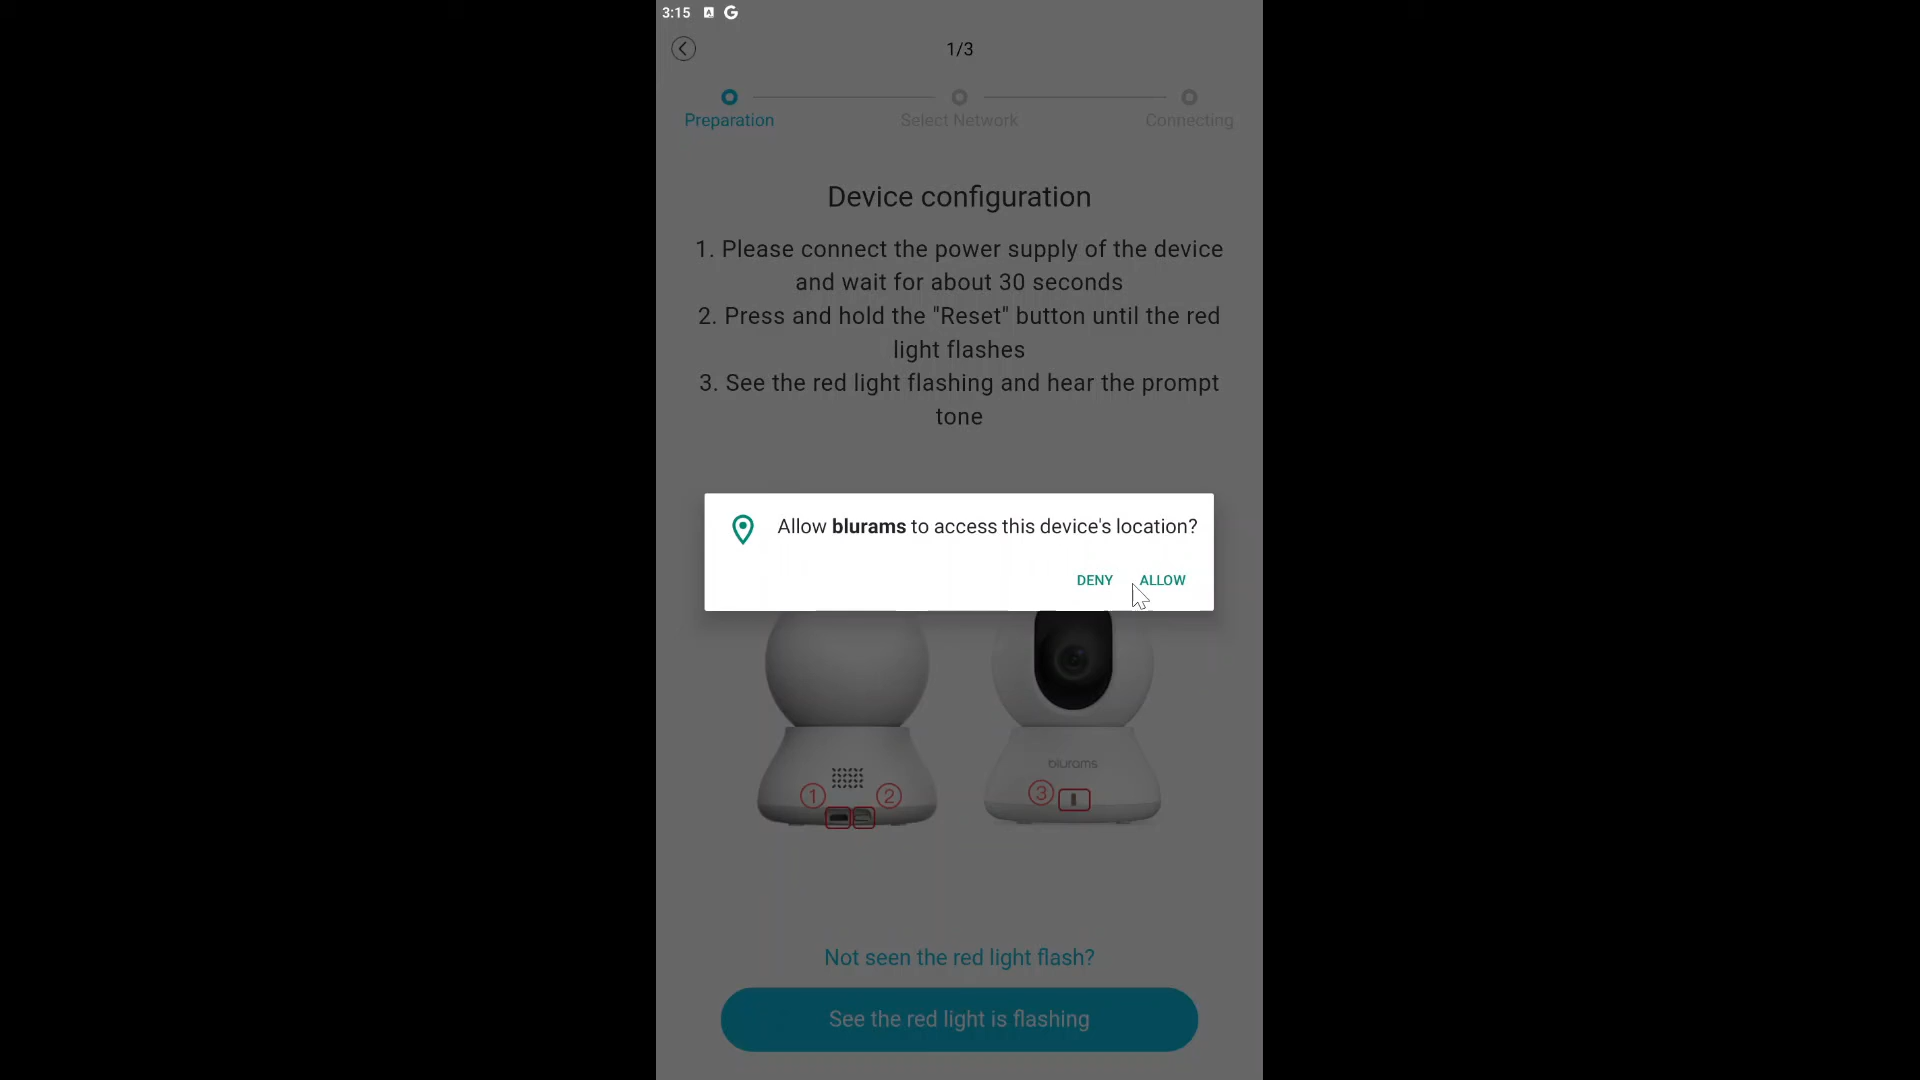 3:15
1/3
Preparation
Select Network
Connecting
Device configuration
1. Please connect the power supply of the device
and wait for about 30 seconds
2. Press and hold the "Reset" button until the red
light flashes
3. See the red light flashing and hear the prompt
tone
Allow blurams to access this device's location?
DENY
ALLOW
blurams
1
2
3
Not seen the red light flash?
See the red light is flashing